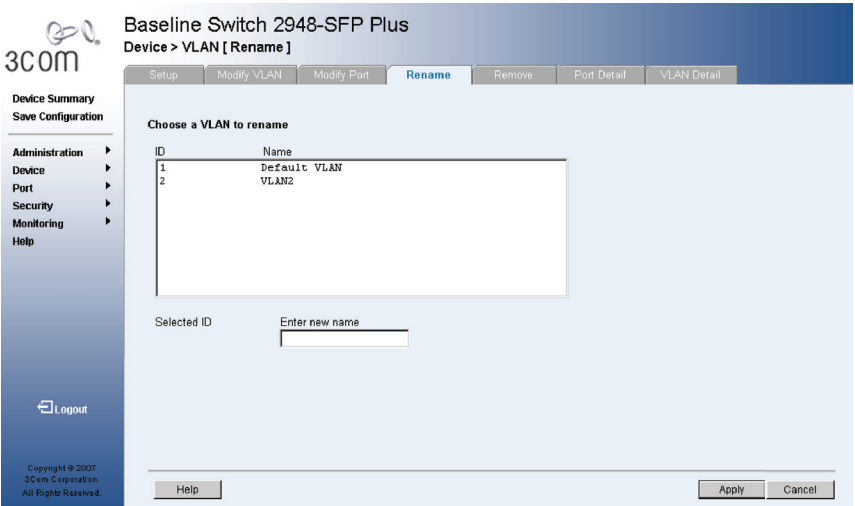 3COM
Baseline Switch 2948-SFP Plus
Device > VLAN [ Rename ]
Setup
Modify VLAN
Modify Port
Rename
Remove
Port Detail
VLAN Detail
Device Summary
Save Configuration
Administration
Device
Port
Security
Monitoring
Help
Logout
Copyright © 2007
3Com Corporation.
All Rights Reserved.
Choose a VLAN to rename
ID Name
1 Default VLAN
2 VLAN2
Selected ID Enter new name
Help
Apply
Cancel